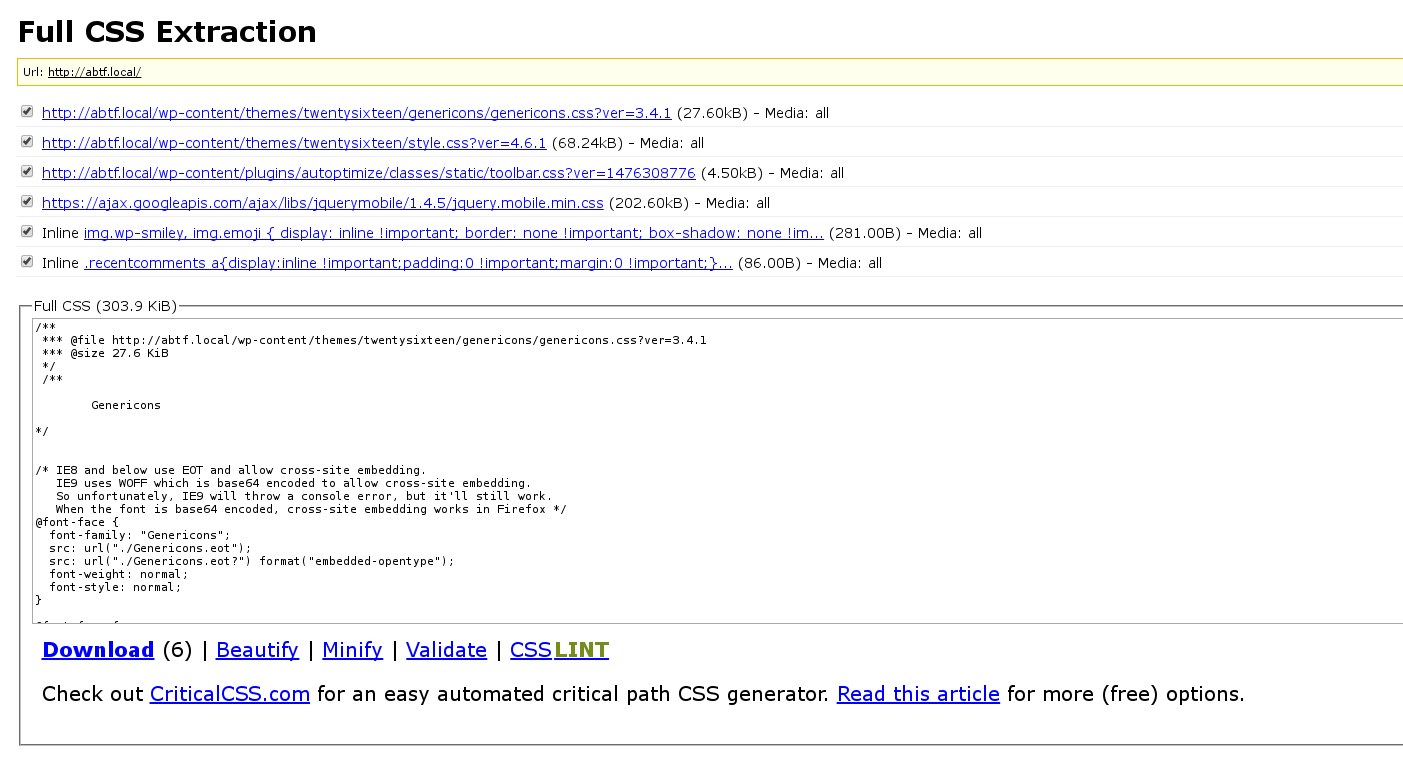 Full CSS Extraction
Url: http://abtf.local/
http://abtf.local/wp-content/themes/twentysixteen/genericons/genericons.css?ver=3.4.1 (27.60kB) - Media: all
http://abtf.local/wp-content/themes/twentysixteen/style.css?ver=4.6.1 (68.24kB) - Media: all
http://abtf.local/wp-content/plugins/autoptimize/classes/static/toolbar.css?ver=1476308776 (4.50kB) - Media: all
https://ajax.googleapis.com/ajax/libs/jquerymobile/1.4.5/jquery.mobile.min.css (202.60kB) - Media: all
Inline img.wp-smiley, img.emoji { display: inline !important; border: none !important; box-shadow: none !im... (281.00B) - Media: all
Inline .recentcomments a{display:inline !important;padding:0 !important;margin:0 !important;}... (86.00B) - Media: all
Full CSS (303.9 KiB)
/**
*** @file http://abtf.local/wp-content/themes/twentysixteen/genericons/genericons.css?ver=3.4.1
*** @size 27.6 KiB
*/
/**
Genericons
*/
/* IE8 and below use EOT and allow cross-site embedding.
IE9 uses WOFF which is base64 encoded to allow cross-site embedding.
So unfortunately, IE9 will throw a console error, but it'll still work.
When the font is base64 encoded, cross-site embedding works in Firefox */
@font-face {
font-family: "Genericons";
src: url("./Genericons.eot");
src: url("./Genericons.eot?") format("embedded-opentype");
font-weight: normal;
font-style: normal;
}
Download (6) | Beautify | Minify | Validate | CSSLINT
Check out CriticalCSS.com for an easy automated critical path CSS generator. Read this article for more (free) options.